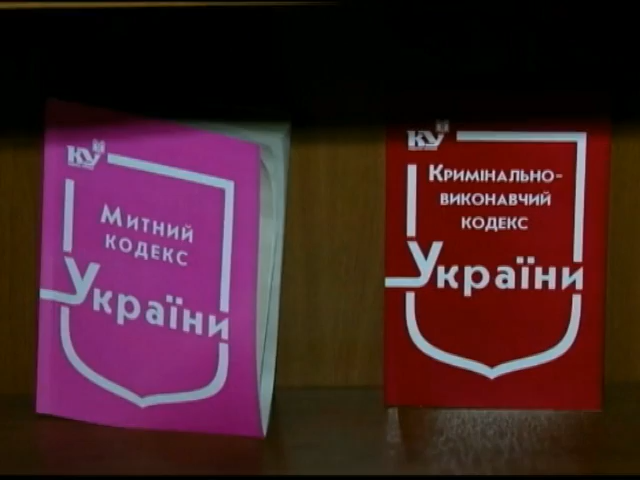 КУ
Митний
кодекс
України
КУ
Кримінально-
виконавчий
кодекс
України